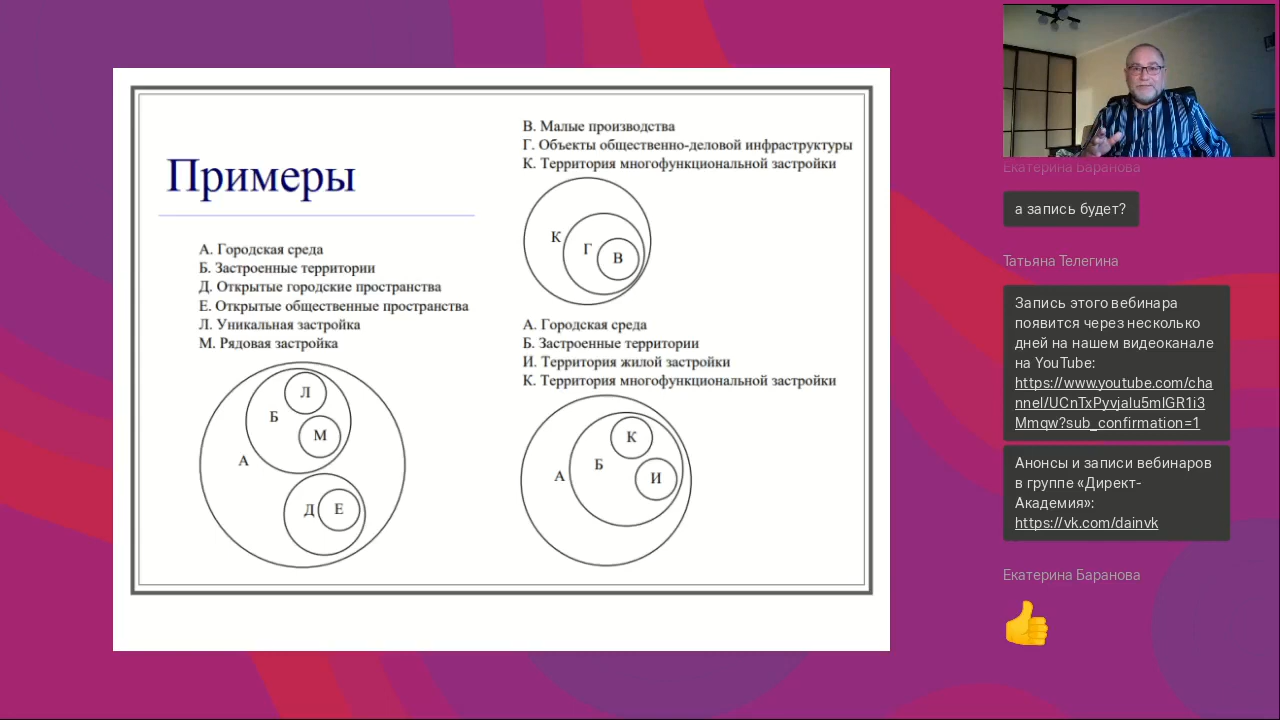 Примеры
А. Городская среда
Б. Застроенные территории
Д. Открытые городские пространства
Е. Открытые общественные пространства
Л. Уникальная застройка
М. Рядовая застройка
Л
Б
М
А
Д
Е
В. Малые производства
Г. Объекты общественно-деловой инфраструктуры
К. Территория многофункциональной застройки
К
Г
В
А. Городская среда
Б. Застроенные территории
И. Территория жилой застройки
К. Территория многофункциональной застройки
К
Б
А
И
Екатерина Баранова
а запись будет?
Татьяна Телегина
Запись этого вебинара
появится через несколько
дней на нашем видеоканале
на YouTube:
https://www.youtube.com/cha
nnel/UCnTxPyvjalu5mlGR1i3
Mmqw?sub_confirmation=1
Анонсы и записи вебинаров
в группе «Директ-
Академия»:
https://vk.com/dainvk
Екатерина Баранова